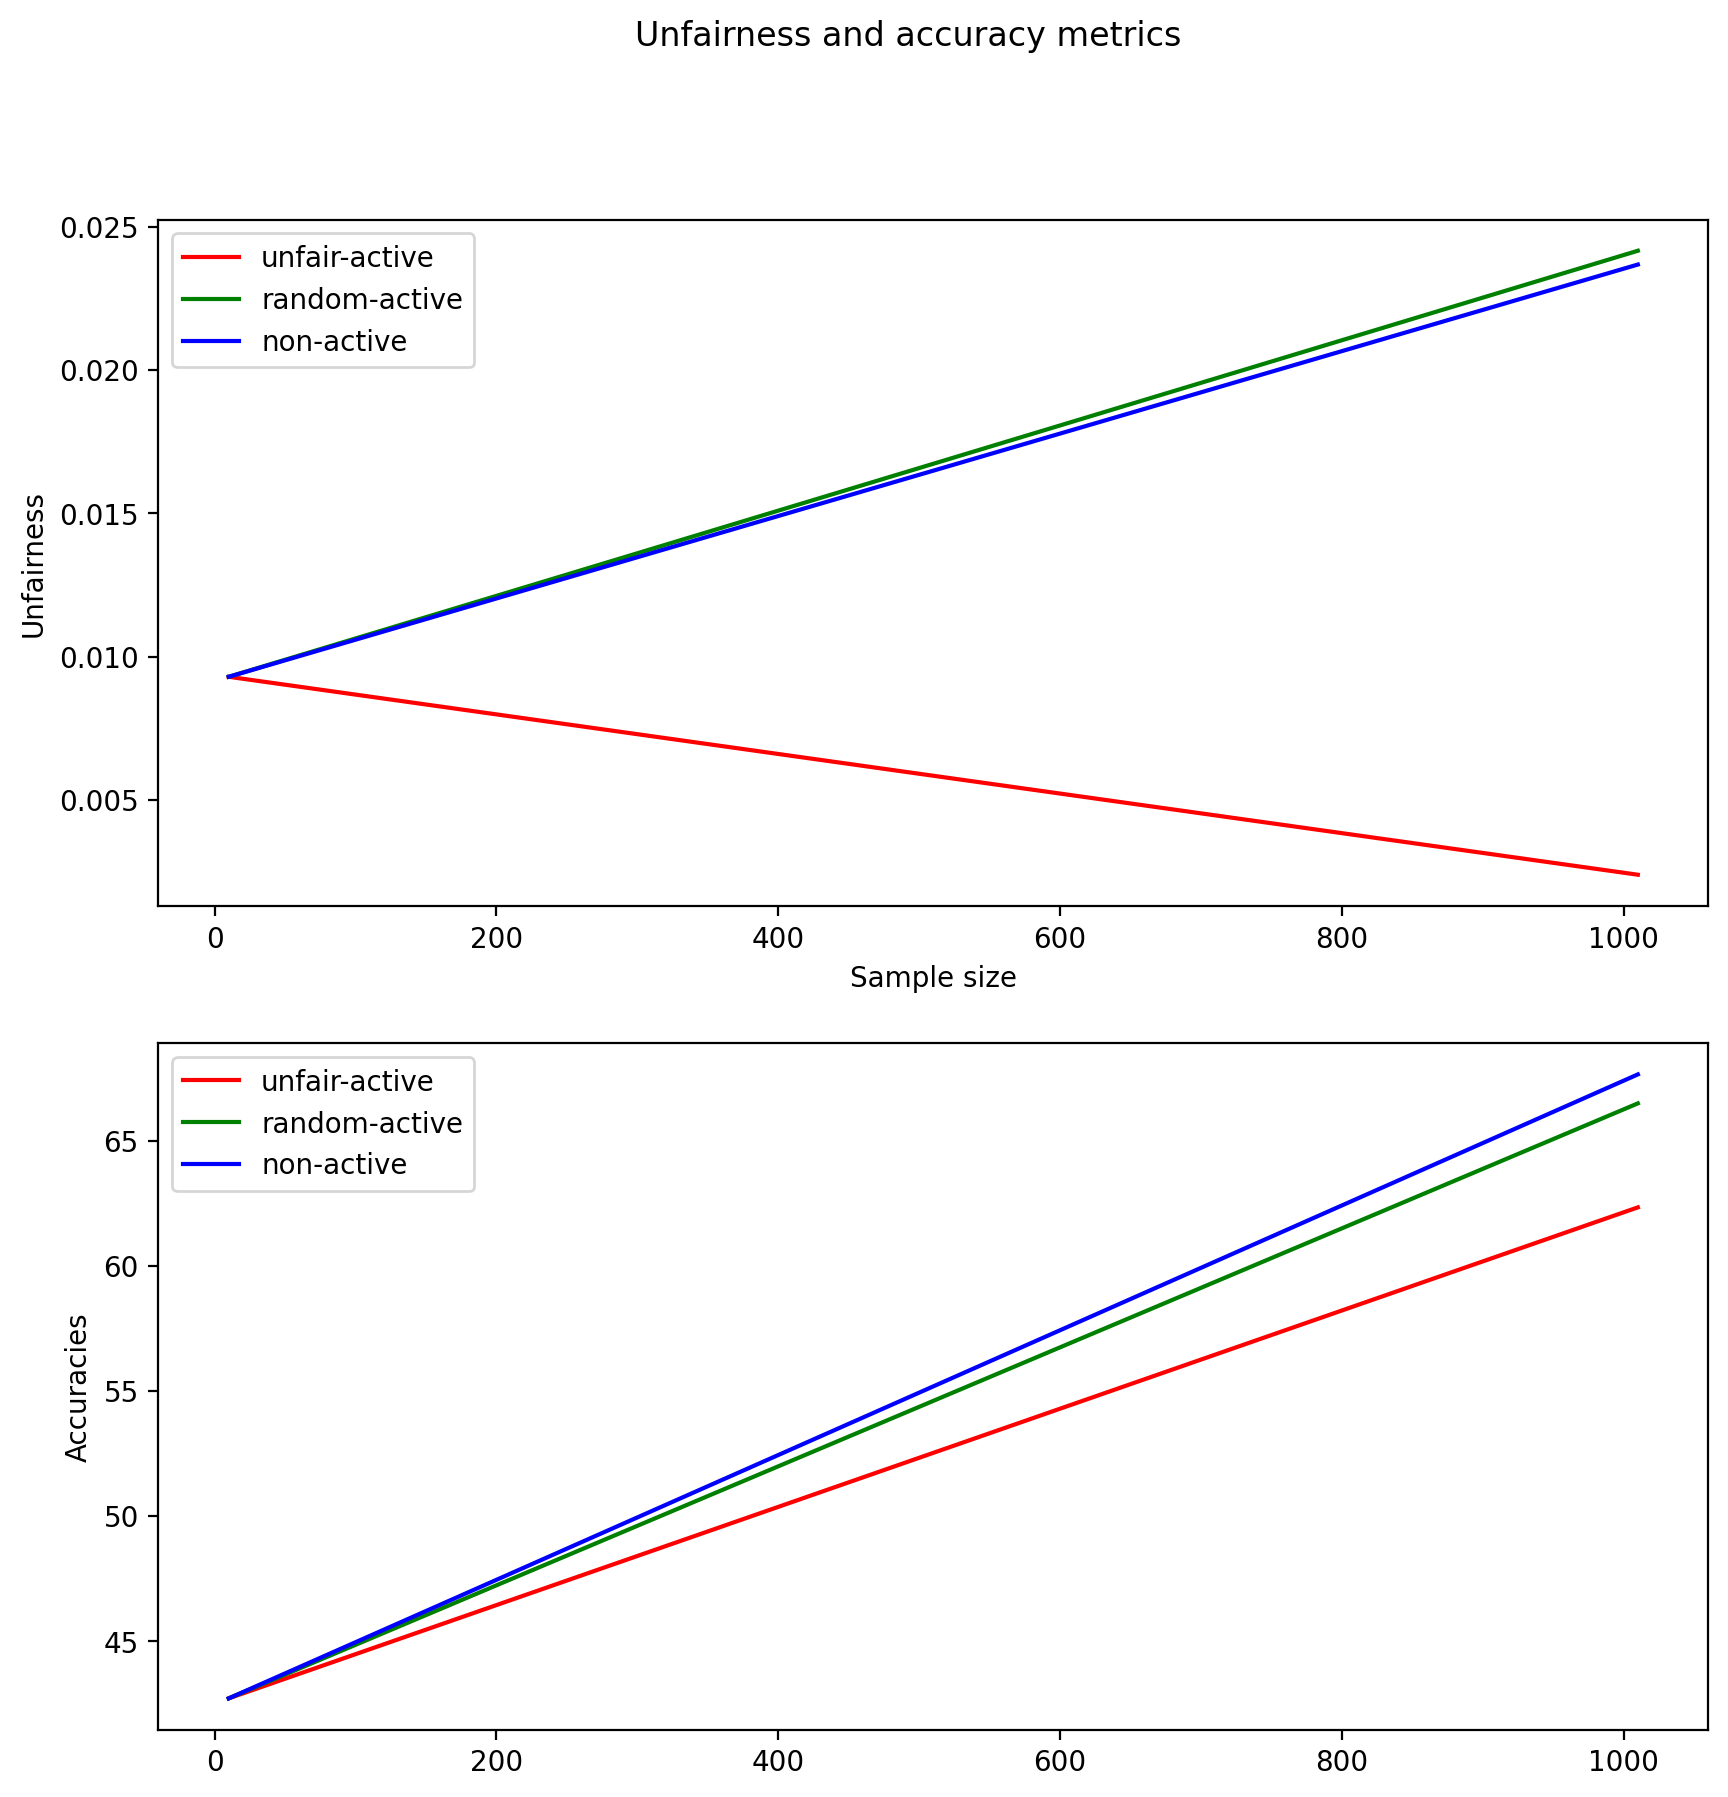 Unfairness and accuracy metrics
0.025
0.020
0.015
0.010
0.005
Unfairness
unfair-active
random-active
non-active
0 200 400 600 800 1000
Sample size
65
60
55
50
45
Accuracies
unfair-active
random-active
non-active
0 200 400 600 800 1000